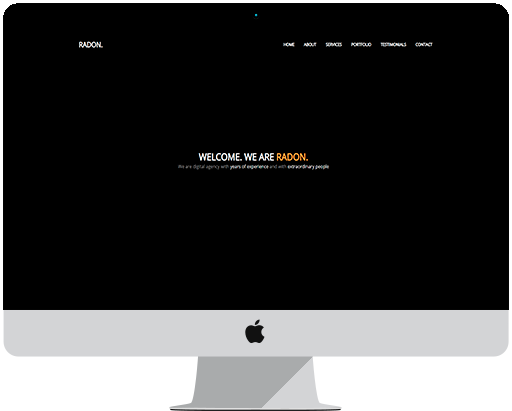 RADON.
HOME ABOUT SERVICES PORTFOLIO TESTIMONIALS CONTACT
WELCOME. WE ARE RADON.
We are digital agency with years of experience and with extraordinary people